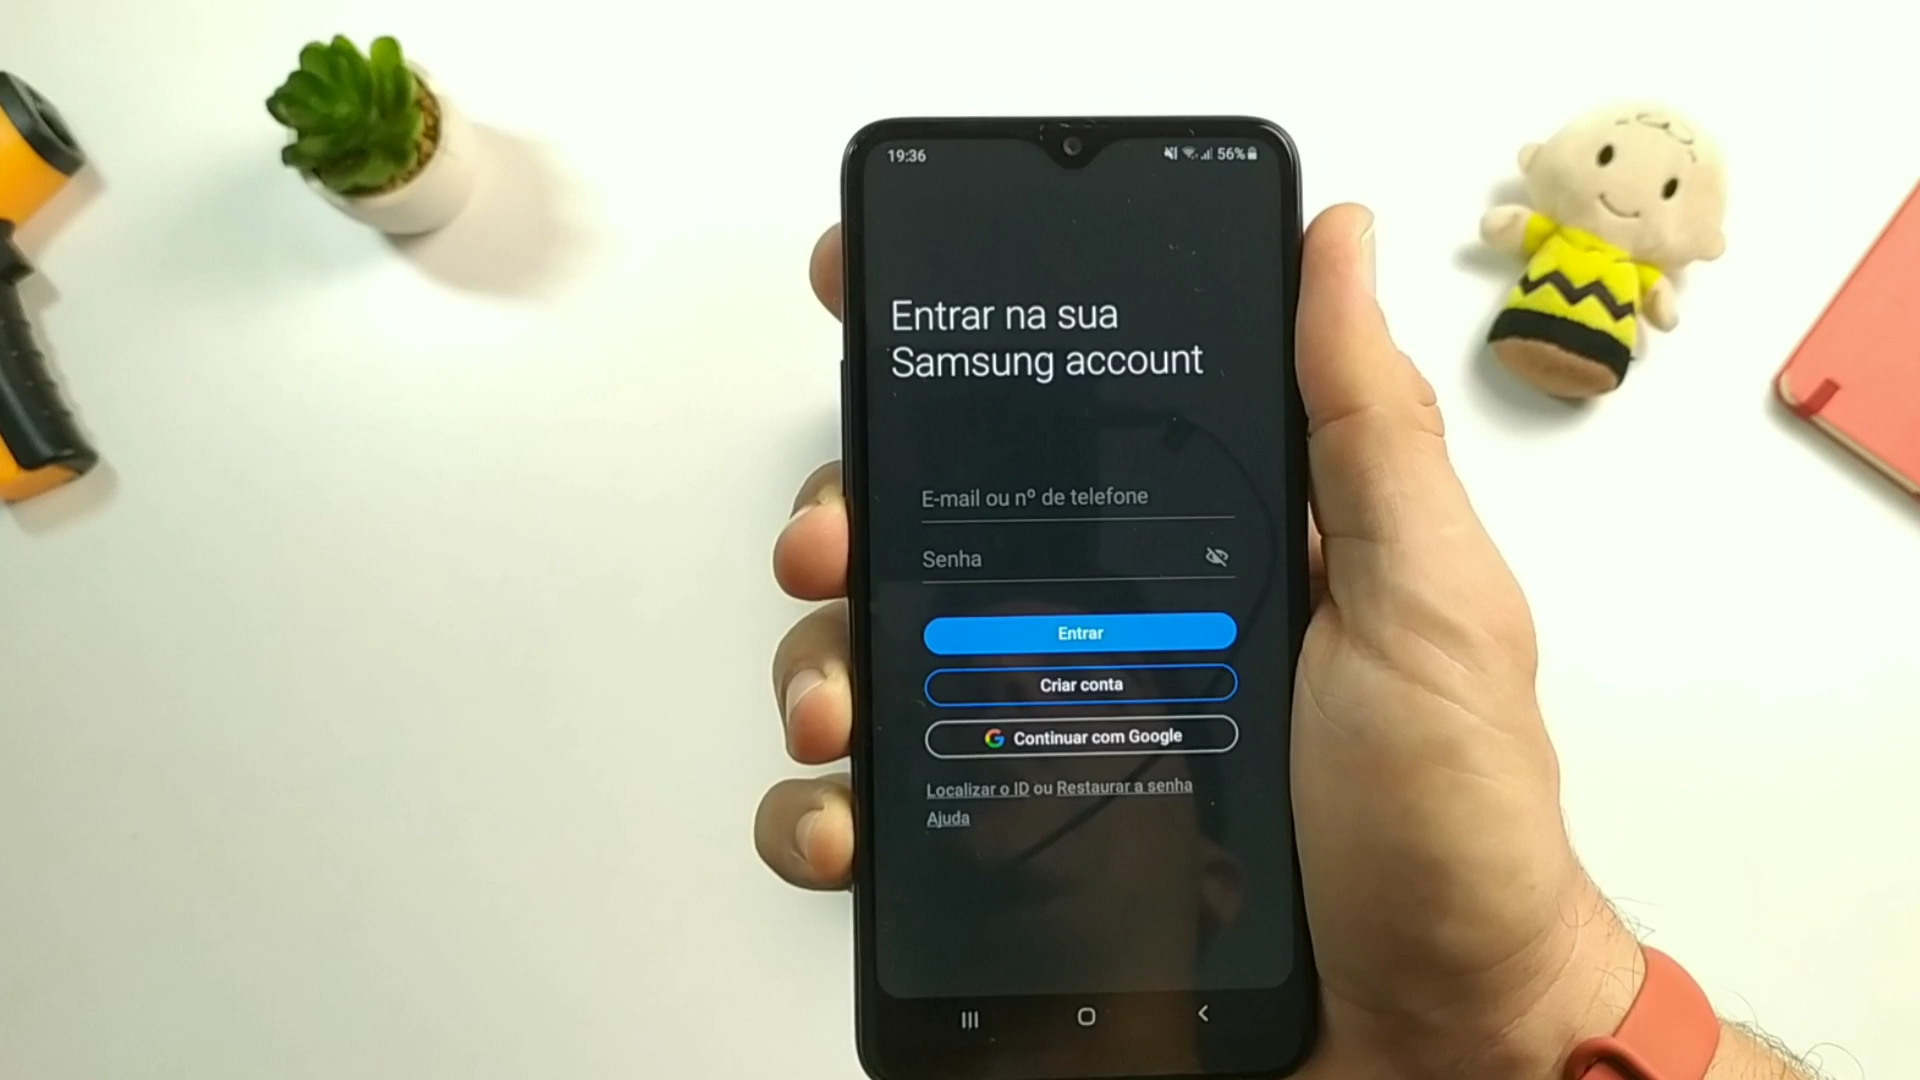 19:36
56%
Entrar na sua
Samsung account
E-mail ou nº de telefone
Senha
Entrar
Criar conta
Continuar com Google
Localizar o ID ou Restaurar a senha
Ajuda